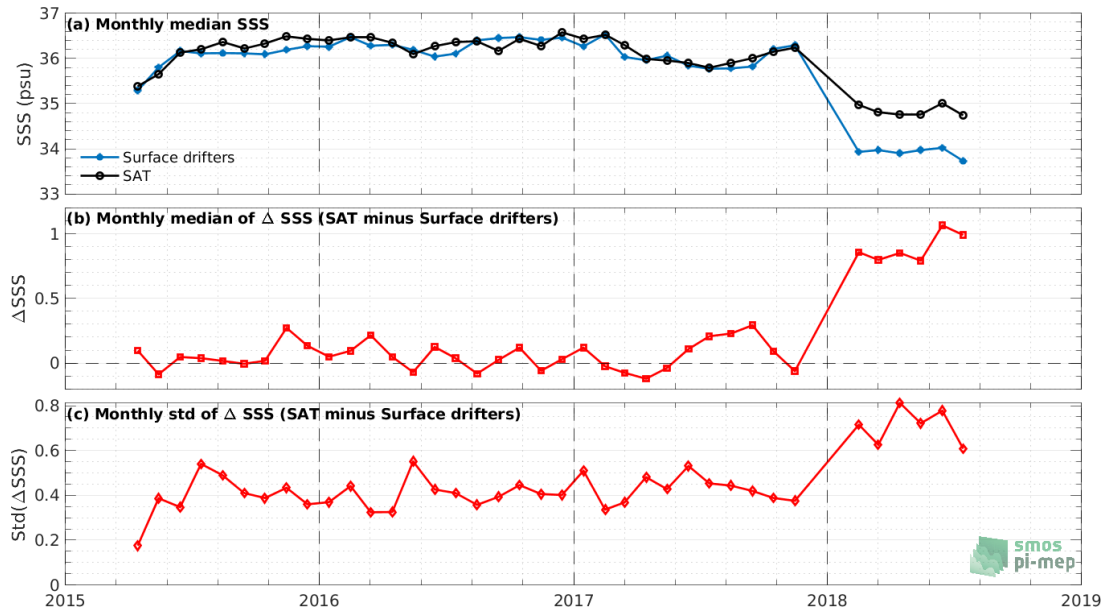 (a) Monthly median SSS
37
36
35
34
33
SSS (psu)
Surface drifters
SAT
(b) Monthly median of Δ SSS (SAT minus Surface drifters)
1
0.5
0
ΔSSS
(c) Monthly std of Δ SSS (SAT minus Surface drifters)
0.8
0.6
0.4
0.2
0
Std(ΔSSS)
smos
pi-mep
2015 2016 2017 2018 2019